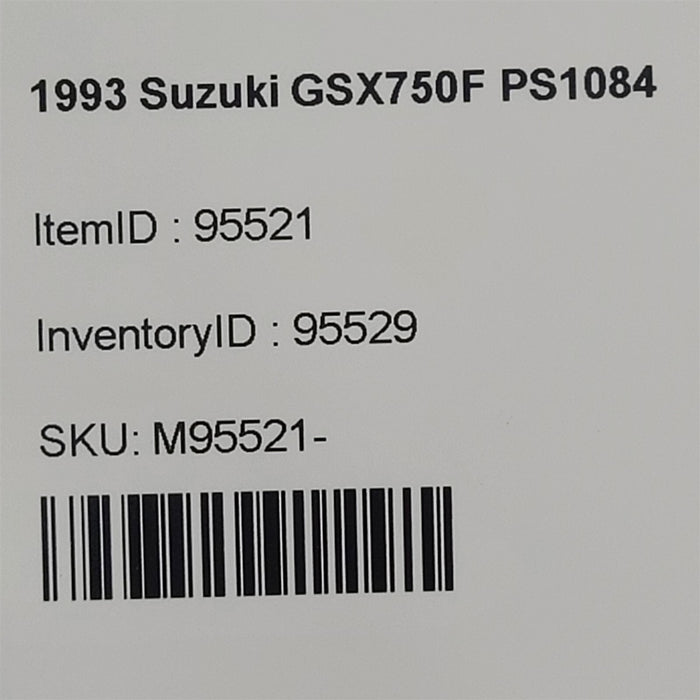 1993 Suzuki GSX750F PS1084
ItemID : 95521
InventoryID : 95529
SKU: M95521-